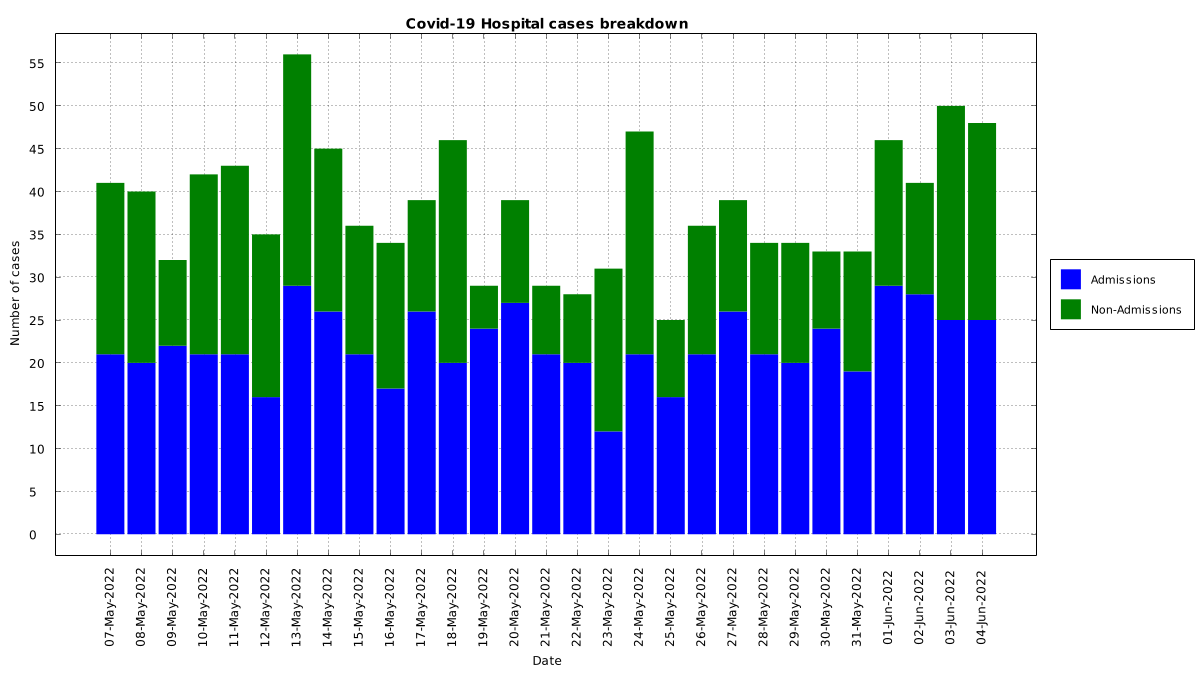 Covid-19 Hospital cases breakdown
55
50
45
40
35
30
25
20
15
10
5
0
Number of cases
07-May-2022
08-May-2022
09-May-2022
10-May-2022
11-May-2022
12-May-2022
13-May-2022
14-May-2022
15-May-2022
16-May-2022
17-May-2022
18-May-2022
19-May-2022
20-May-2022
21-May-2022
22-May-2022
23-May-2022
24-May-2022
25-May-2022
26-May-2022
27-May-2022
28-May-2022
29-May-2022
30-May-2022
31-May-2022
01-Jun-2022
02-Jun-2022
03-Jun-2022
04-Jun-2022
Date
Admissions
Non-Admissions